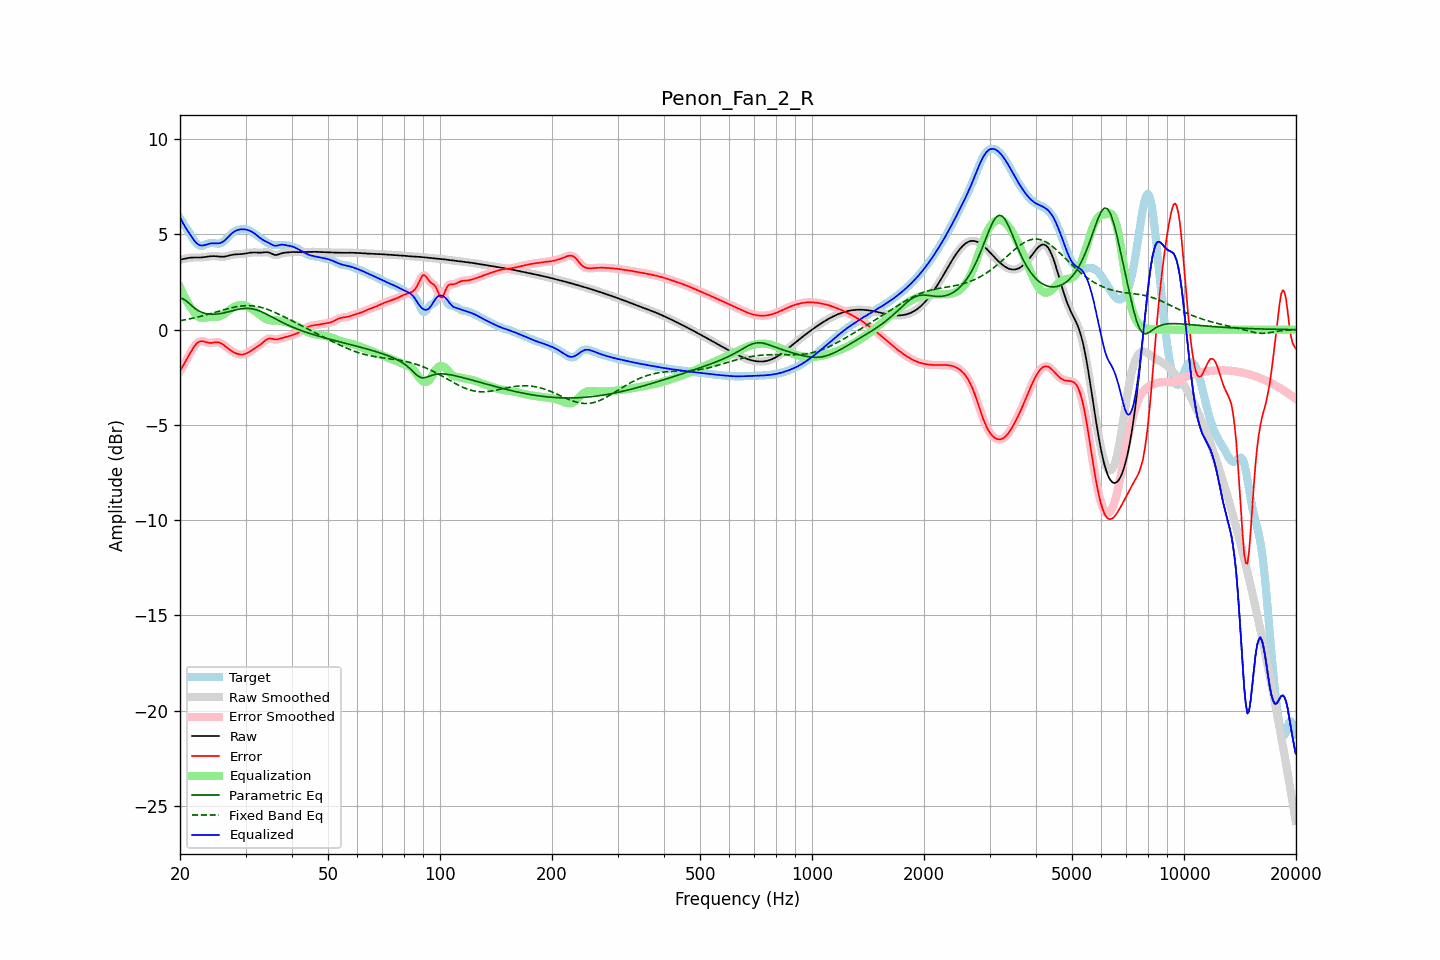 Penon_Fan_2_R
10
5
0
−5
−10
−15
−20
−25
Amplitude (dBr)
Target
Raw Smoothed
Error Smoothed
Raw
Error
Equalization
Parametric Eq
Fixed Band Eq
Equalized
20
50
100
200
500
1000
2000
5000
10000
20000
Frequency (Hz)